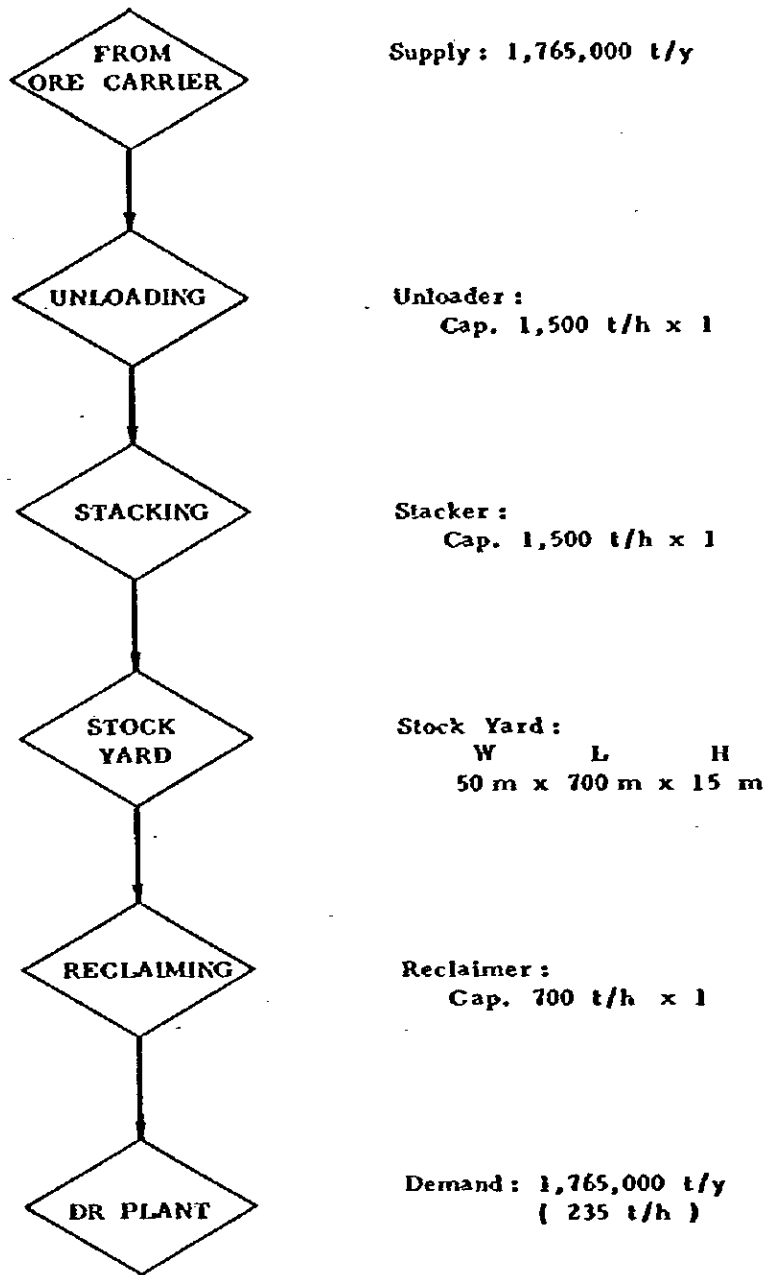 FROM
ORE CARRIER
Supply : 1,765,000 t/y
UNLOADING
Unloader :
Cap. 1,500 t/h x 1
STACKING
Stacker :
Cap. 1,500 t/h x 1
STOCK
YARD
Stock Yard :
W L H
50 m x 700 m x 15 m
RECLAIMING
Reclaimer :
Cap. 700 t/h x 1
DR PLANT
Demand : 1,765,000 t/y
( 235 t/h )